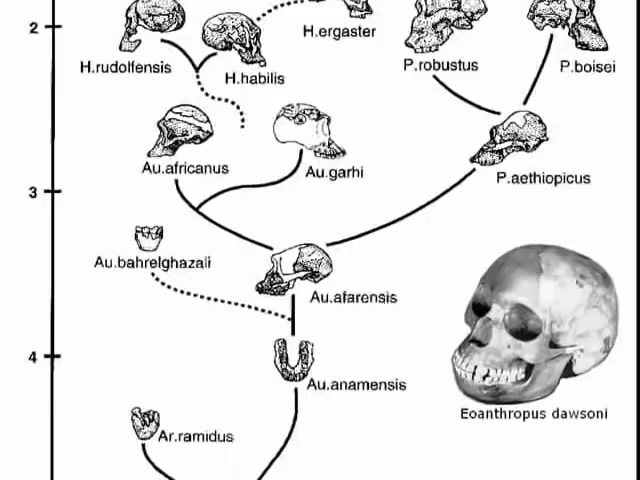 2
H.ergaster
H.rudolfensis
H.habilis
P.robustus
P.boisei
Au.africanus
Au.garhi
P.aethiopicus
3
Au.bahrelghazali
Au.afarensis
4
Au.anamensis
Eoanthropus dawsoni
Ar.ramidus